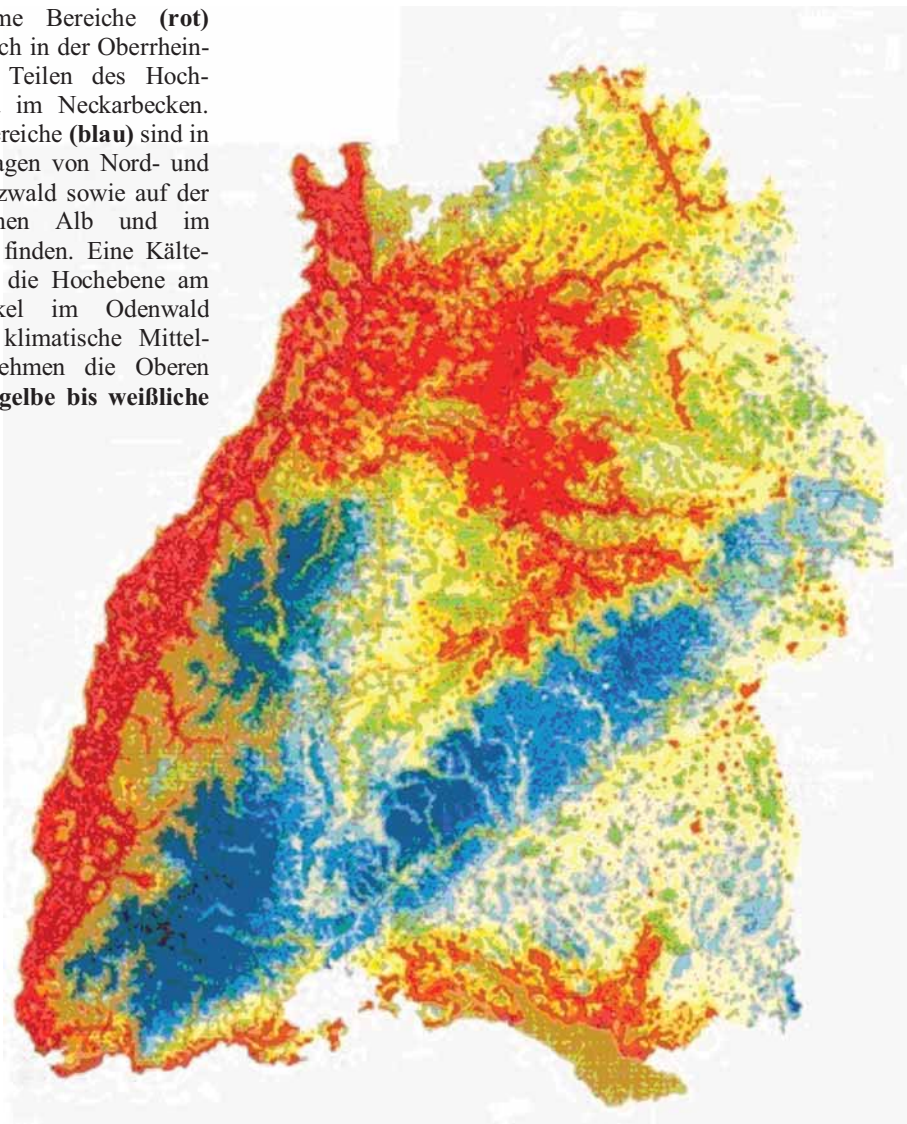 me Bereiche (rot)
ch in der Oberrhein-
Teilen des Hoch-
im Neckarbecken.
ereiche (blau) sind in
agen von Nord- und
zwald sowie auf der
hen Alb und im
finden. Eine Kälte-
die Hochebene am
kel im Odenwald
klimatische Mittel-
ehmen die Oberen
gelbe bis weißliche